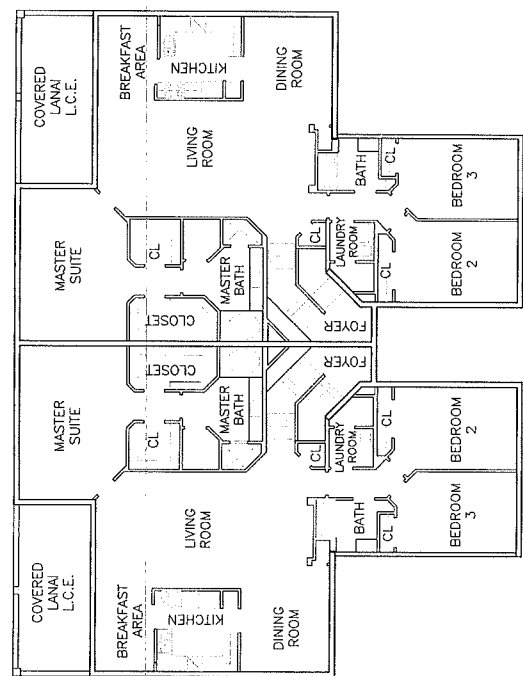 COVERED
LANAI
L.C.E.
BREAKFAST
AREA
KITCHEN
DINING
ROOM
LIVING
ROOM
MASTER
SUITE
CL
CLOSET
MASTER
BATH
CL
FOYER
LAUNDRY
ROOM
BATH
CL
CL
BEDROOM
3
BEDROOM
2
MASTER
SUITE
CLOSET
CL
MASTER
BATH
FOYER
CL
LAUNDRY
ROOM
CL
BEDROOM
2
BATH
CL
BEDROOM
3
LIVING
ROOM
COVERED
LANAI
L.C.E.
BREAKFAST
AREA
KITCHEN
DINING
ROOM